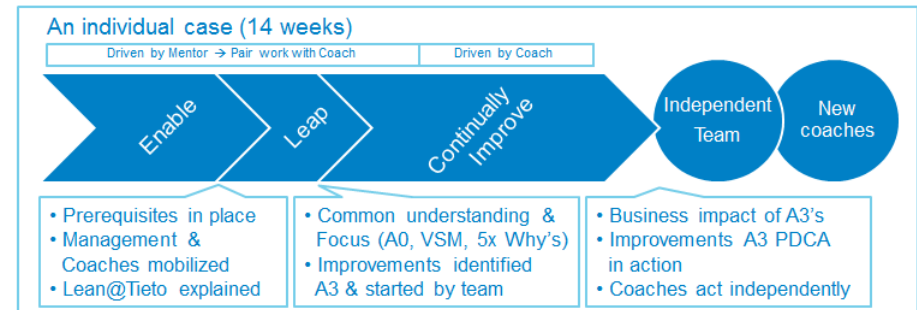 An individual case (14 weeks)
Driven by Mentor → Pair work with Coach
Driven by Coach
Enable
Leap
Continually
Improve
Independent
Team
New
coaches
• Prerequisites in place
• Management &
Coaches mobilized
• Lean@Tieto explained
• Common understanding &
Focus (A0, VSM, 5x Why's)
• Improvements identified
A3 & started by team
• Business impact of A3's
• Improvements A3 PDCA
in action
• Coaches act independently